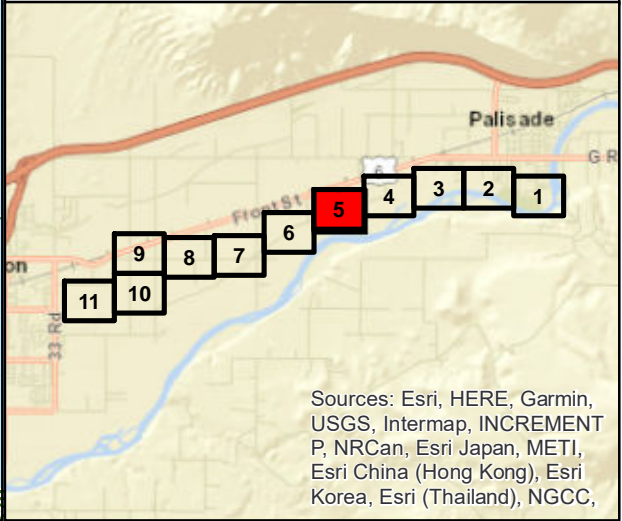 Palisade
G R
6
1
2
3
4
5
Front St
6
7
8
9
on
10
11
33 Rd
Sources: Esri, HERE, Garmin,
USGS, Intermap, INCREMENT
P, NRCan, Esri Japan, METI,
Esri China (Hong Kong), Esri
Korea, Esri (Thailand), NGCC,